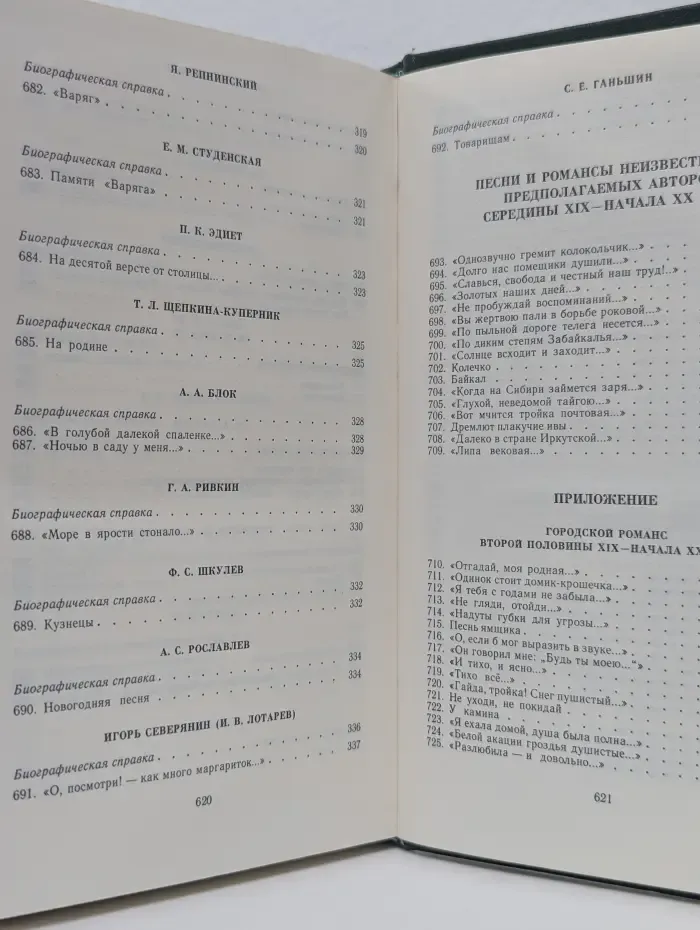 Я. РЕПНИНСКИЙ
Биографическая справка . . . . . . . . . . . . 319
682. «Варяг» . . . . . . . . . . . . 320
Е. М. СТУДЕНСКАЯ
Биографическая справка . . . . . . . . . . . . 321
683. Памяти «Варяга» . . . . . . . . . . . . 321
П. К. ЭДИЕТ
Биографическая справка . . . . . . . . . . . . 323
684. На десятой версте от столицы... . . . . . . . . . 323
Т. Л. ЩЕПКИНА-КУПЕРНИК
Биографическая справка . . . . . . . . . . . . 325
685. На родине . . . . . . . . . . . . 325
А. А. БЛОК
Биографическая справка . . . . . . . . . . . . 328
686. «В голубой далекой спаленке...» . . . . . . . . . 328
687. «Ночью в саду у меня...» . . . . . . . . . . 329
Г. А. РИВКИН
Биографическая справка . . . . . . . . . . . . 330
688. «Море в ярости стонало...» . . . . . . . . . 330
Ф. С. ШКУЛЕВ
Биографическая справка . . . . . . . . . . . . 332
689. Кузнецы . . . . . . . . . . . . 332
А. С. РОСЛАВЛЕВ
Биографическая справка . . . . . . . . . . . . 334
690. Новогодняя песня . . . . . . . . . . . . 334
ИГОРЬ СЕВЕРЯНИН (И. В. ЛОТАРЕВ)
Биографическая справка . . . . . . . . . . . . 336
691. «О, посмотри! — как много маргариток...» . . . . . . 337
620
С. Е. ГАНЬШИН
Биографическая справка . . . . . . .
692. Товарищам . . . . . . . . .
ПЕСНИ И РОМАНСЫ НЕИЗВЕСТН
ПРЕДПОЛАГАЕМЫХ АВТОРО
СЕРЕДИНЫ XIX—НАЧАЛА XX
693. «Однозвучно гремит колокольчик...» . . .
694. «Долго нас помещики душили...» . . . .
695. «Славься, свобода и честный наш труд!..» . .
696. «Золотых наших дней...» . . . . . .
697. «Не пробуждай воспоминаний...» . . . .
698. «Вы жертвою пали в борьбе роковой...» . .
699. «По пыльной дороге телега несется...» . . .
700. «По диким степям Забайкалья...» . . . .
701. «Солнце всходит и заходит...» . . . . .
702. Колечко . . . . . . . . . .
703. Байкал . . . . . . . . . .
704. «Когда на Сибири займется заря...» . . .
705. «Глухой, неведомой тайгою...» . . . . .
706. «Вот мчится тройка почтовая...» . . . .
707. Дремлют плакучие ивы . . . . . . .
708. «Далеко в стране Иркутской...» . . . . .
709. «Липа вековая...» . . . . . . . .
ПРИЛОЖЕНИЕ
ГОРОДСКОЙ РОМАНС
ВТОРОЙ ПОЛОВИНЫ XIX—НАЧАЛА XX
710. «Отгадай, моя родная...» . . . . . .
711. «Одинок стоит домик-крошечка...» . . . .
712. «Я тебя с годами не забыла...» . . . . .
713. «Не гляди, отойди...» . . . . . . .
714. «Надуты губки для угрозы...» . . . . .
715. Песнь ямщика . . . . . . . . .
716. «О, если б мог выразить в звуке...» . . . .
717. «Он говорил мне: „Будь ты моею...“» . . .
718. «И тихо, и ясно...» . . . . . . . .
719. «Тихо всё...» . . . . . . . . .
720. «Гайда, тройка! Снег пушистый...» . . . .
721. Не уходи, не покидай . . . . . . .
722. У камина . . . . . . . . . .
723. «Я ехала домой, душа была полна...» . . .
724. «Белой акации гроздья душистые...» . . .
725. «Разлюбила — и довольно...» . . . . .
621